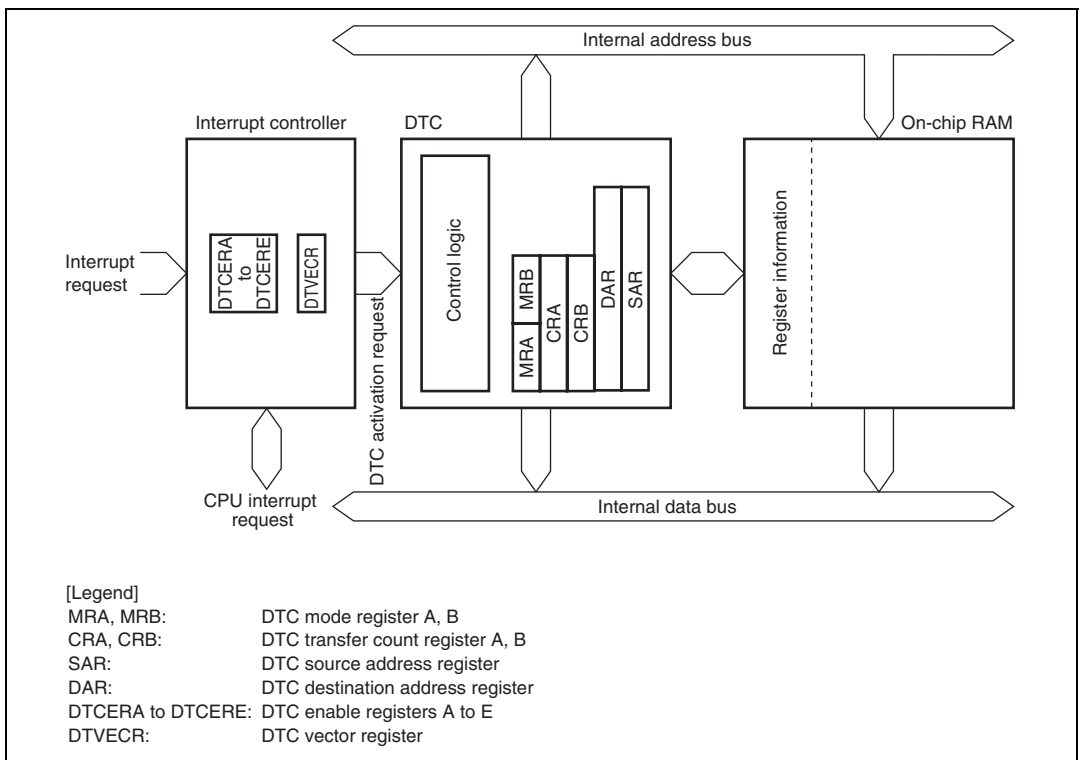 Internal address bus
Interrupt controller
DTC
On-chip RAM
Interrupt
request
DTCERA
to
DTCERE
DTVECR
DTC activation request
Control logic
MRA
MRB
CRA
CRB
DAR
SAR
Register information
CPU interrupt
request
Internal data bus
[Legend]
MRA, MRB: DTC mode register A, B
CRA, CRB: DTC transfer count register A, B
SAR: DTC source address register
DAR: DTC destination address register
DTCERA to DTCERE: DTC enable registers A to E
DTVECR: DTC vector register